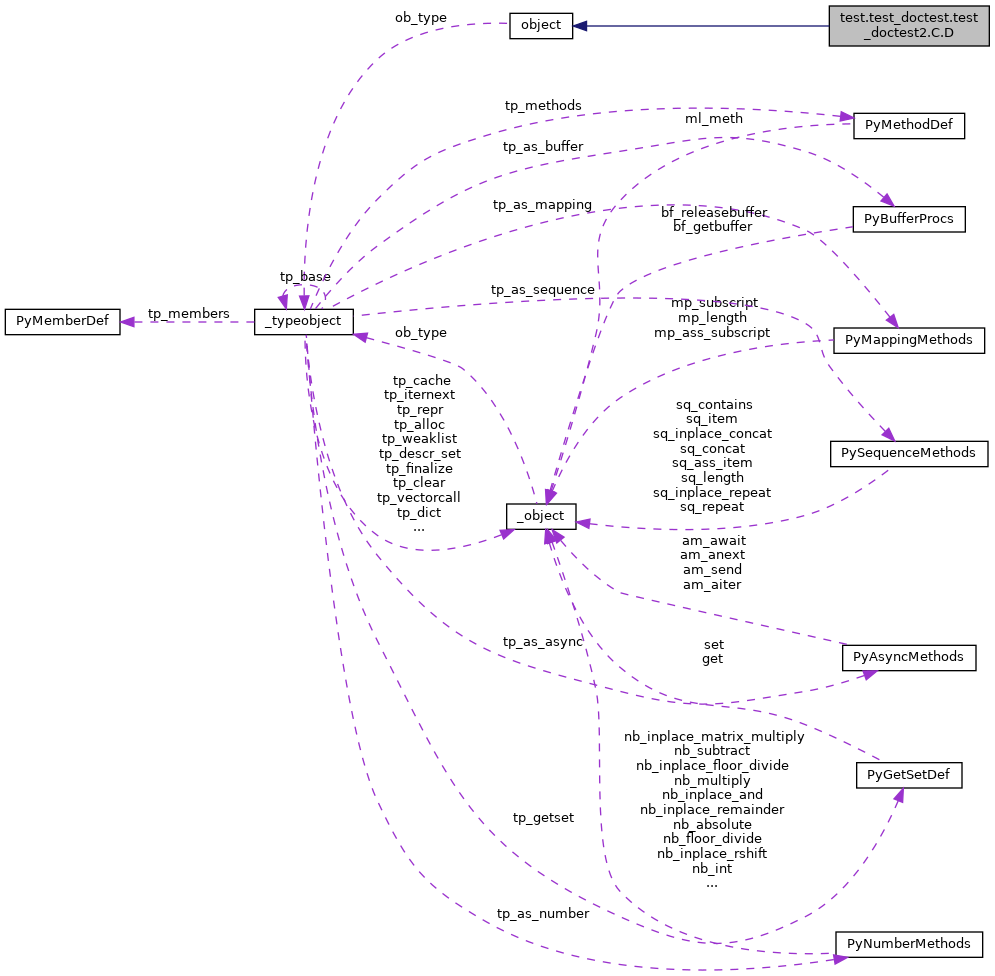 ob_type
object
test.test_doctest.test
_doctest2.C.D
tp_methods
ml_meth
PyMethodDef
tp_as_buffer
tp_as_mapping
bf_releasebuffer
bf_getbuffer
PyBufferProcs
tp_base
tp_as_sequence
mp_subscript
mp_length
mp_ass_subscript
PyMemberDef
tp_members
_typeobject
ob_type
PyMappingMethods
tp_cache
tp_iternext
tp_repr
tp_alloc
tp_weaklist
tp_descr_set
tp_finalize
tp_clear
tp_vectorcall
tp_dict
...
sq_contains
sq_item
sq_inplace_concat
sq_concat
sq_ass_item
sq_length
sq_inplace_repeat
sq_repeat
PySequenceMethods
_object
am_await
am_anext
am_send
am_aiter
tp_as_async
set
get
PyAsyncMethods
nb_inplace_matrix_multiply
nb_subtract
nb_inplace_floor_divide
nb_multiply
nb_inplace_and
nb_inplace_remainder
nb_absolute
nb_floor_divide
nb_inplace_rshift
nb_int
...
PyGetSetDef
tp_getset
tp_as_number
PyNumberMethods